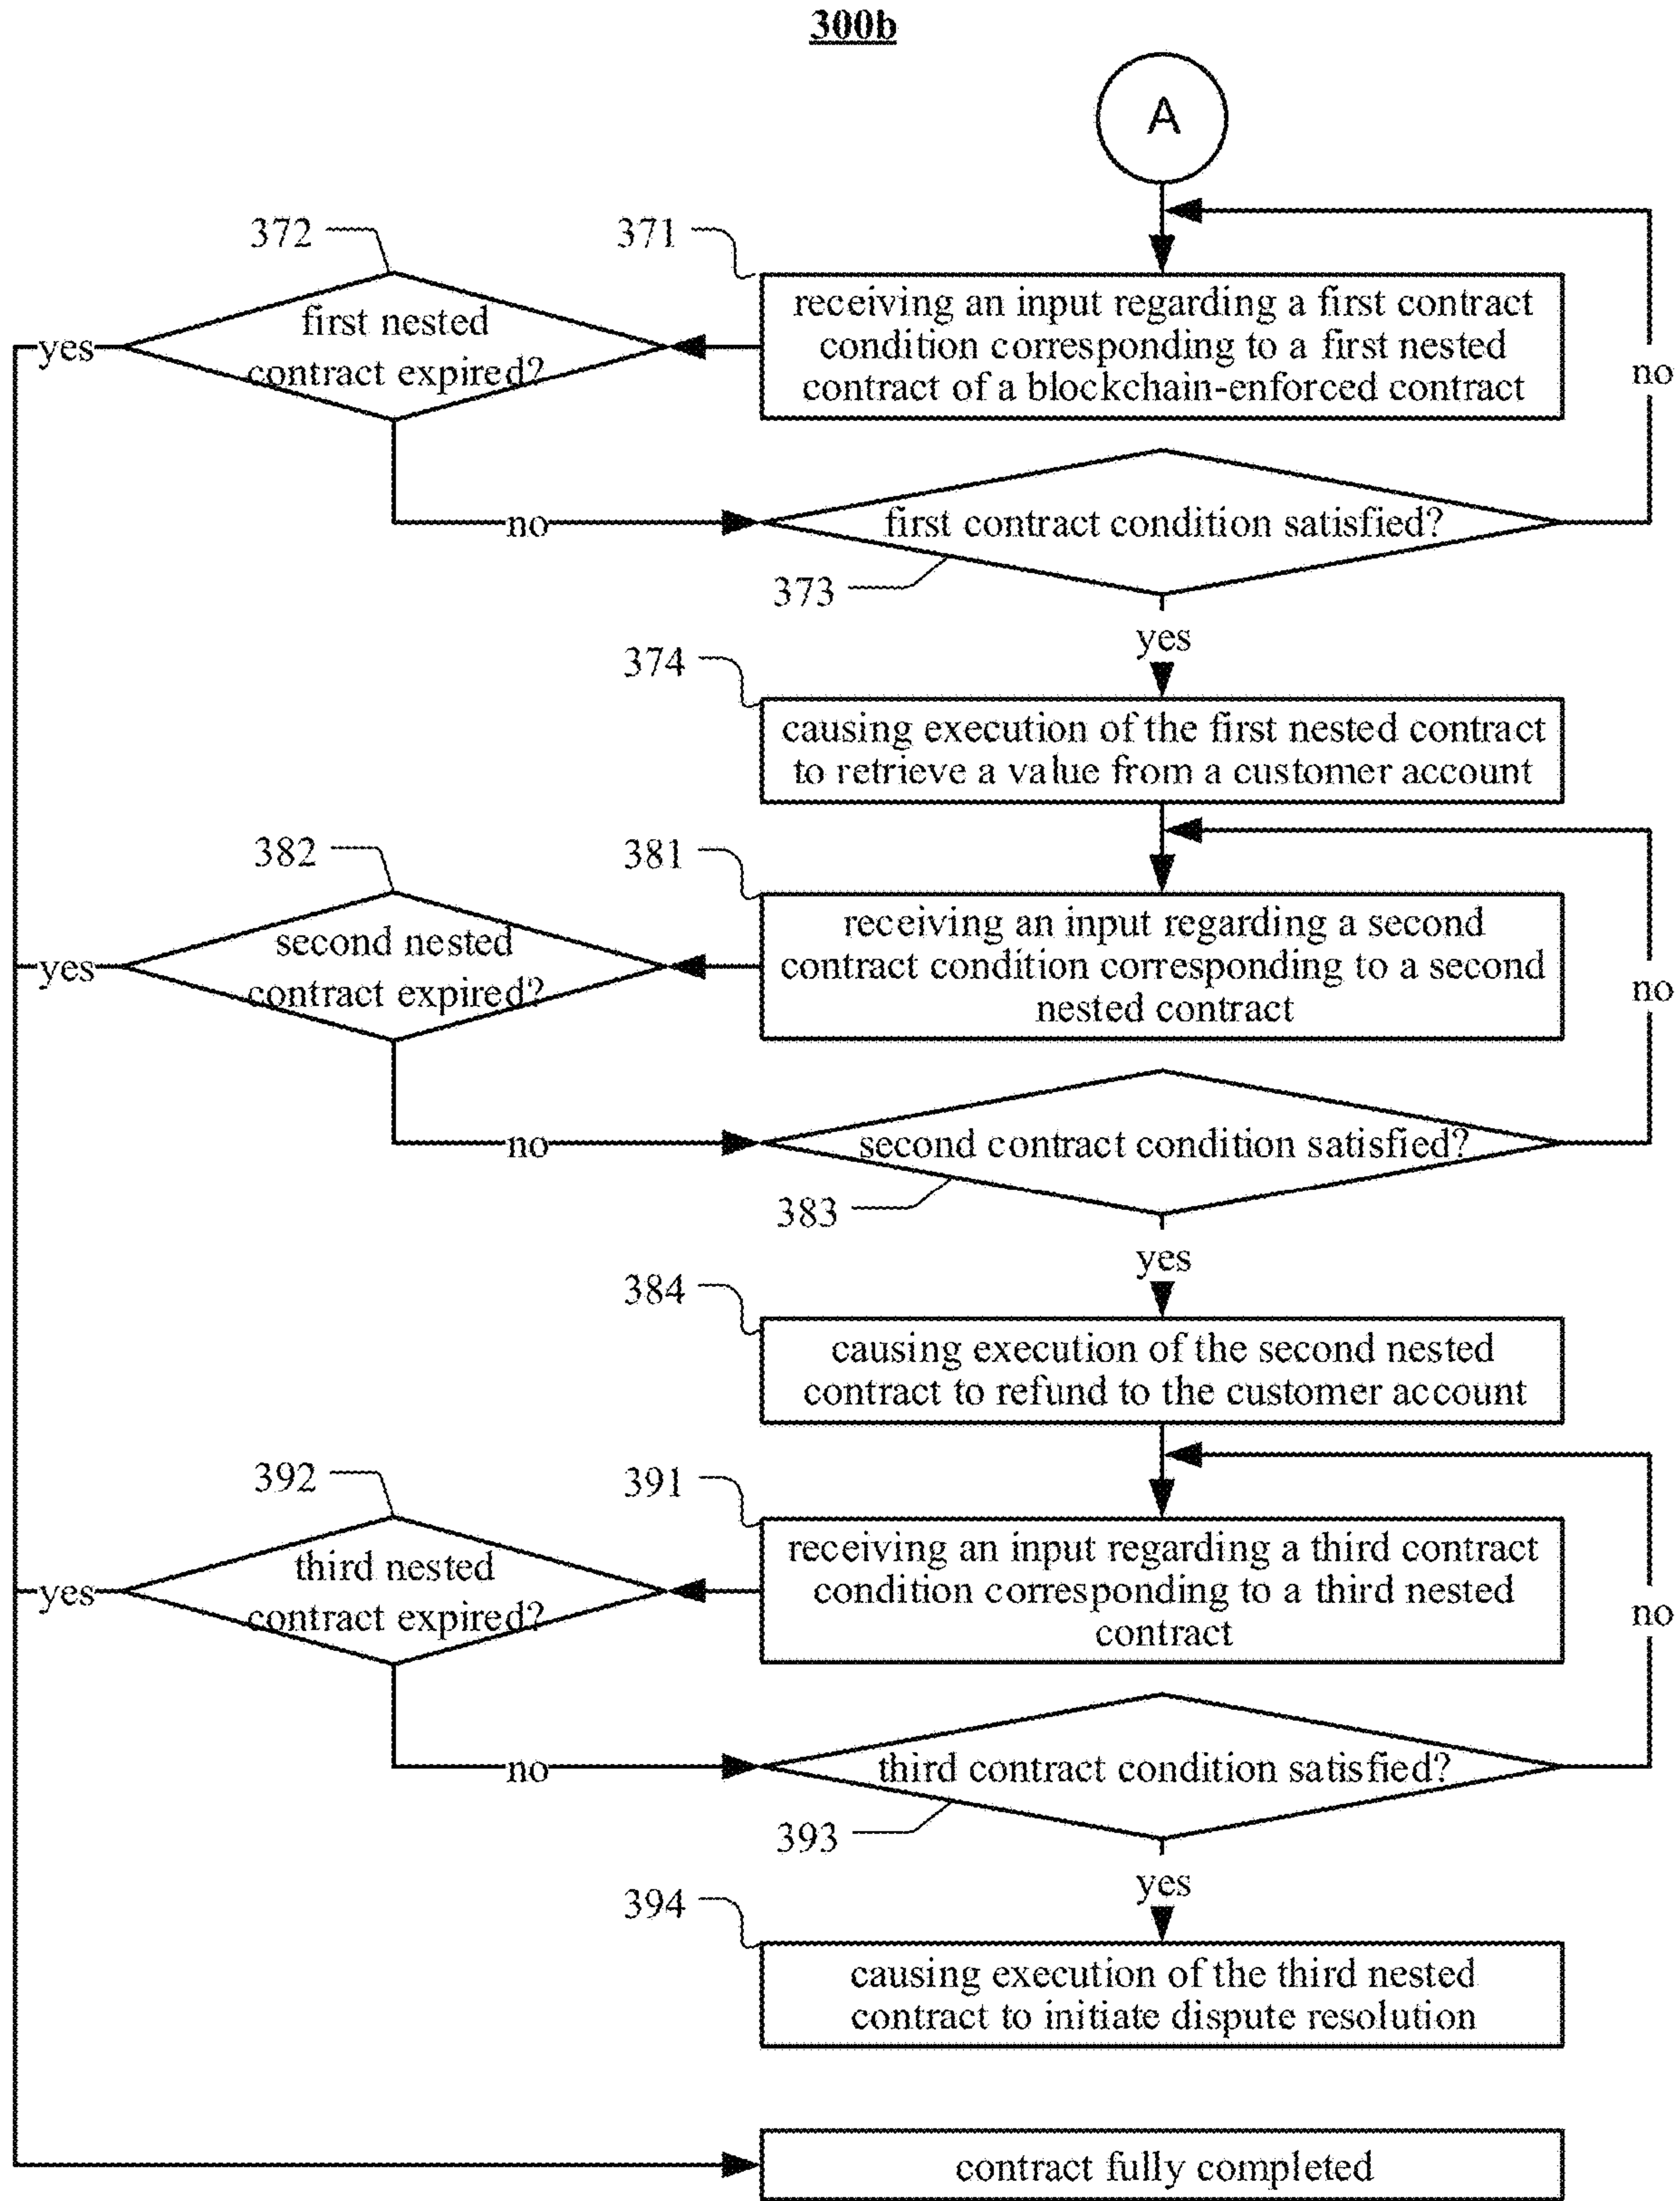 300b
A
372
371
first nested
contract expired?
yes
receiving an input regarding a first contract
condition corresponding to a first nested
contract of a blockchain-enforced contract
no
no
first contract condition satisfied?
373
yes
374
causing execution of the first nested contract
to retrieve a value from a customer account
382
381
second nested
contract expired?
yes
receiving an input regarding a second
contract condition corresponding to a second
nested contract
no
no
second contract condition satisfied?
383
yes
384
causing execution of the second nested
contract to refund to the customer account
392
391
third nested
contract expired?
yes
receiving an input regarding a third contract
condition corresponding to a third nested
contract
no
no
third contract condition satisfied?
393
yes
394
causing execution of the third nested
contract to initiate dispute resolution
contract fully completed